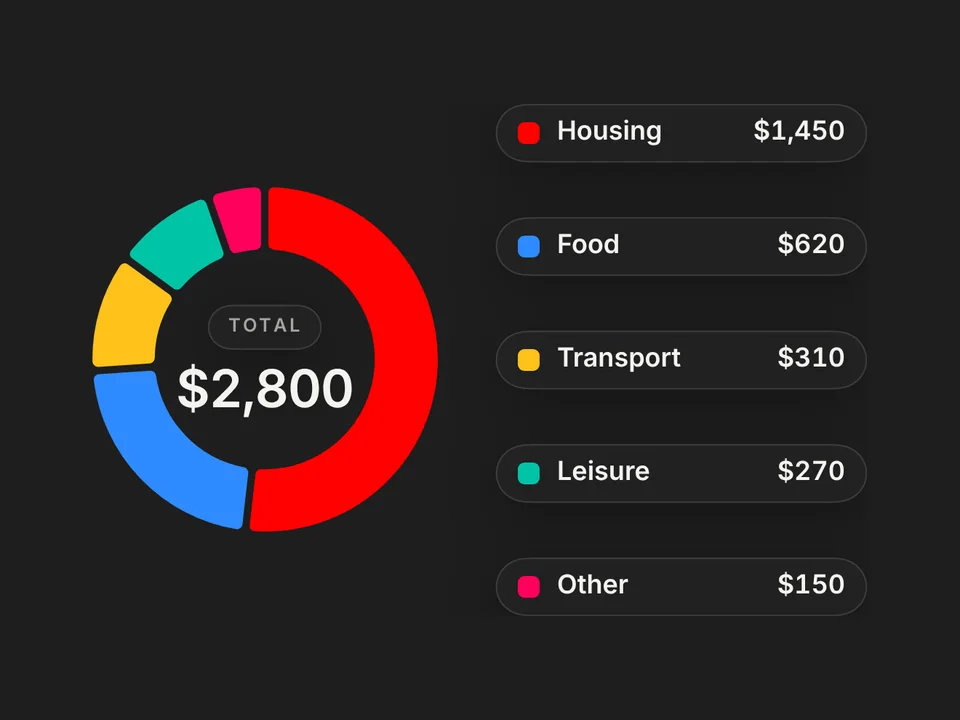 TOTAL
$2,800
Housing $1,450
Food $620
Transport $310
Leisure $270
Other $150